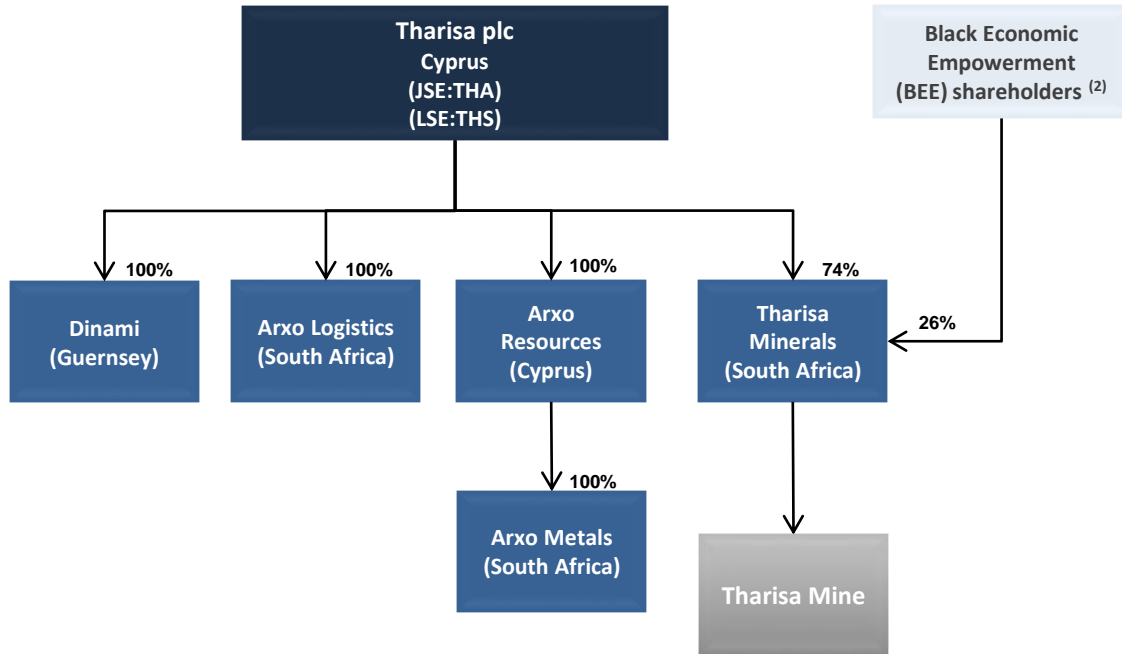 Tharisa plc
Cyprus
(JSE:THA)
(LSE:THS)
Black Economic
Empowerment
(BEE) shareholders (2)
100%
100%
100%
74%
26%
Dinami
(Guernsey)
Arxo Logistics
(South Africa)
Arxo
Resources
(Cyprus)
Tharisa
Minerals
(South Africa)
100%
Arxo Metals
(South Africa)
Tharisa Mine